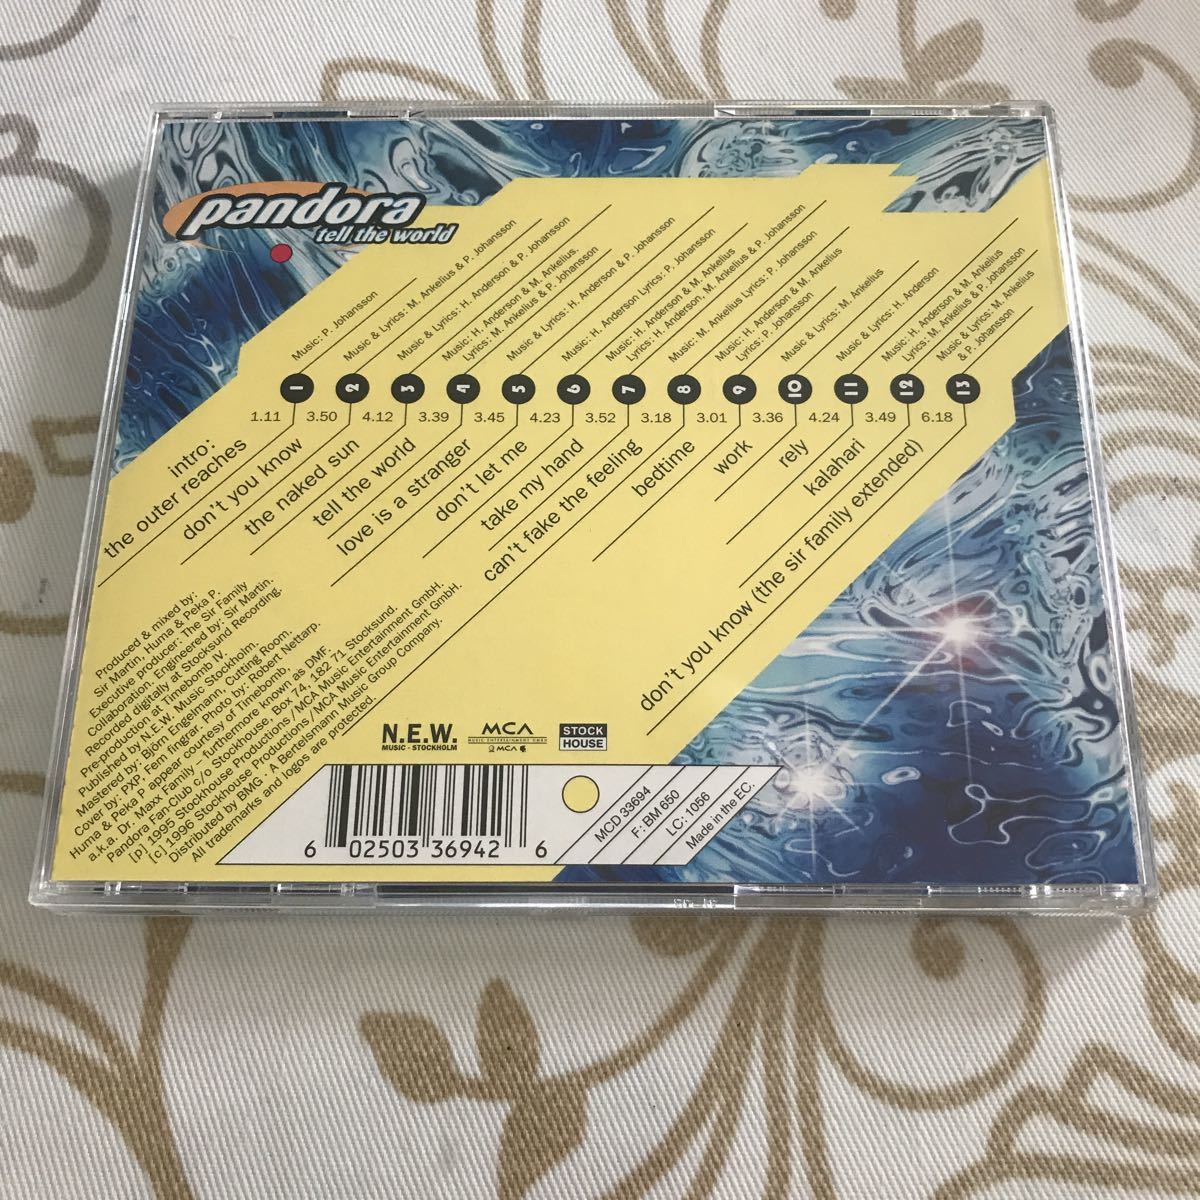 pandora
tell the world
Music: P. Johansson
Music & Lyrics: M. Ankelius & P. Johansson
Music & Lyrics: H. Anderson & P. Johansson
Music: H. Anderson & M. Ankelius.
Lyrics: M. Ankelius & P. Johansson
Music & Lyrics: H. Anderson & P. Johansson
Music: H. Anderson Lyrics: P. Johansson
Music: H. Anderson & M. Ankelius
Lyrics: H. Anderson, M. Ankelius & P. Johansson
Music: M. Ankelius Lyrics: P. Johansson
Music: H. Anderson & M. Ankelius
Lyrics: P. Johansson
Music & Lyrics: M. Ankelius
Music & Lyrics: H. Anderson
Music: H. Anderson & M. Ankelius
Lyrics: M. Ankelius & P. Johansson
Music & Lyrics: M. Ankelius
& P. Johansson
1 2 3 4 5 6 7 8 9 10 11 12 13
1.11 3.50 4.12 3.39 3.45 4.23 3.52 3.18 3.01 3.36 4.24 3.49 6.18
intro:
the outer reaches
don't you know
the naked sun
tell the world
love is a stranger
don't let me
take my hand
can't fake the feeling
bedtime
work
rely
kalahari
don't you know (the sir family extended)
Produced & mixed by:
Sir Martin, Huma & Peka P.
Executive producer: The Sir Family
Collaboration. Engineered by: Sir Martin.
Recorded digitally at Stocksund Recording.
Pre-production at Timebomb IV.
Published by N.E.W. Music Stockholm.
Mastered by: Björn Engelmann, Cutting Room.
Cover by: PXP. Fern fingran. Photo by: Robert Nettarp.
Huma & Peka P appear courtesy of Timebomb,
a.k.a Dr. Maxx Family – furthermore known as DMF.
Pandora Fan-Club c/o Stockhouse, Box 74, 182 71 Stocksund.
[p] 1995 Stockhouse Productions / MCA Music Entertainment GmbH.
[c] 1996 Stockhouse Productions / MCA Music Entertainment GmbH.
Distributed by BMG - A Bertelsmann Music Group Company.
All trademarks and logos are protected.
N.E.W.
MUSIC - STOCKHOLM
MCA
MUSIC ENTERTAINMENT GMBH
MCA
STOCK
HOUSE
6 02503 36942 6
MCD 33694
F: BM 650
LC: 1056
Made in the EC.